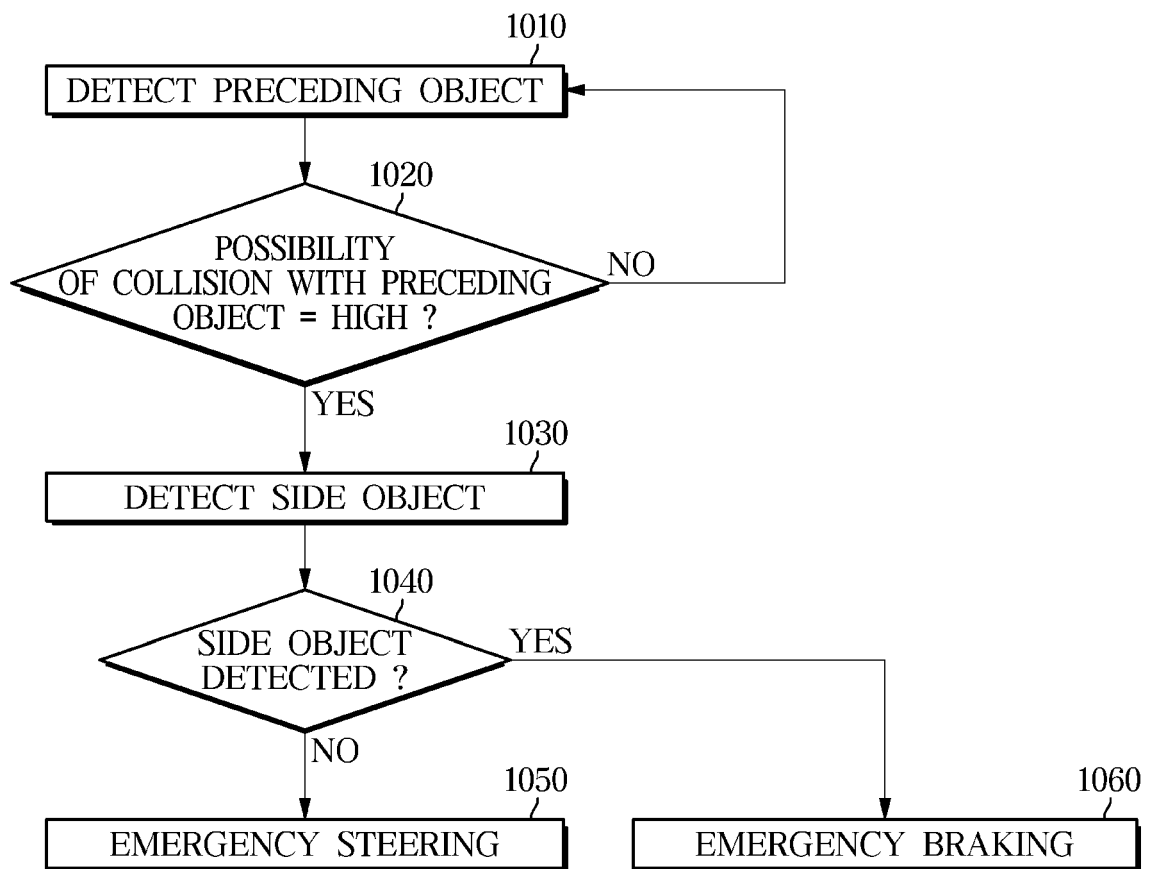 1010
DETECT PRECEDING OBJECT
1020
POSSIBILITY
OF COLLISION WITH PRECEDING
OBJECT = HIGH ?
NO
YES
1030
DETECT SIDE OBJECT
1040
SIDE OBJECT
DETECTED ?
YES
NO
1050
EMERGENCY STEERING
1060
EMERGENCY BRAKING